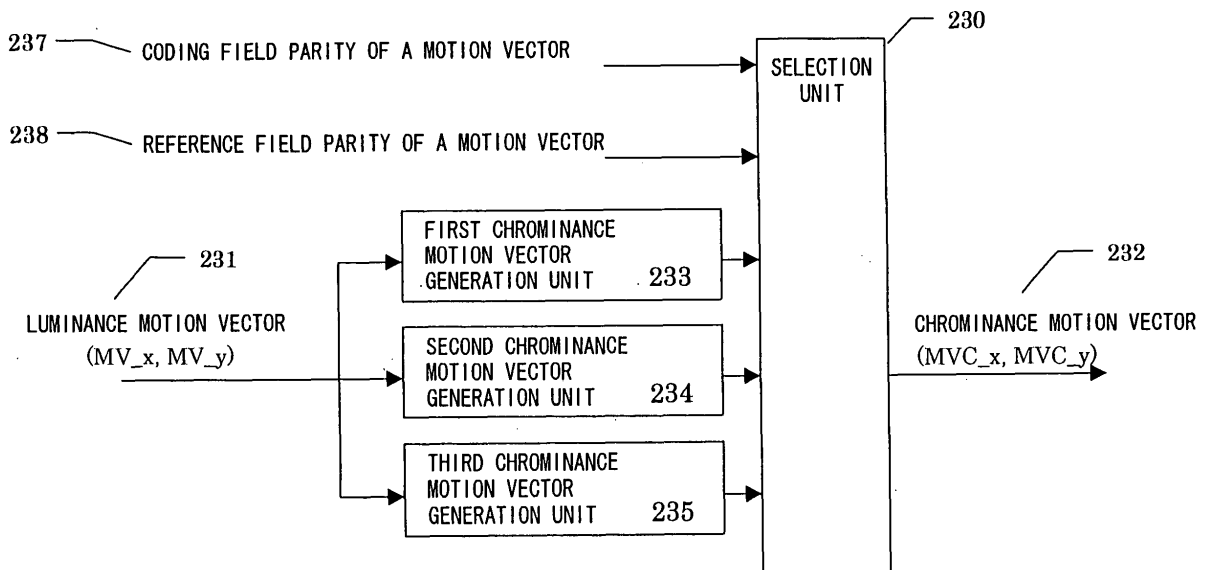 230
237 CODING FIELD PARITY OF A MOTION VECTOR
SELECTION
UNIT
238 REFERENCE FIELD PARITY OF A MOTION VECTOR
FIRST CHROMINANCE
MOTION VECTOR
GENERATION UNIT 233
231
232
LUMINANCE MOTION VECTOR
(MV_x, MV_y)
CHROMINANCE MOTION VECTOR
(MVC_x, MVC_y)
SECOND CHROMINANCE
MOTION VECTOR
GENERATION UNIT 234
THIRD CHROMINANCE
MOTION VECTOR
GENERATION UNIT 235